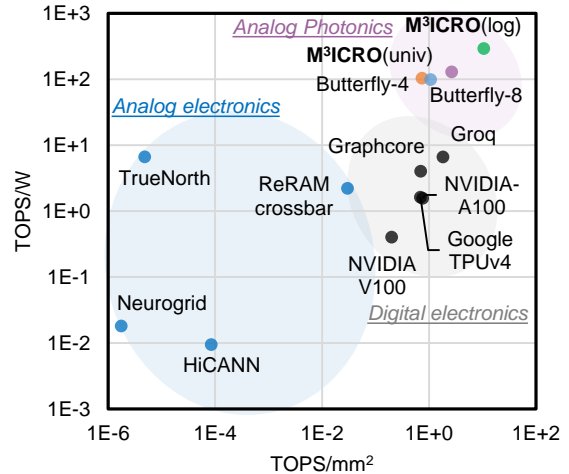 1E+3
1E+2
1E+1
1E+0
1E-1
1E-2
1E-3
TOPS/W
Analog Photonics
M³ICRO(log)
M³ICRO(univ)
Butterfly-4
Butterfly-8
Analog electronics
TrueNorth
ReRAM
crossbar
Graphcore
Groq
NVIDIA-
A100
Google
TPUv4
NVIDIA
V100
Neurogrid
HiCANN
Digital electronics
1E-6
1E-4
1E-2
1E+0
1E+2
TOPS/mm²